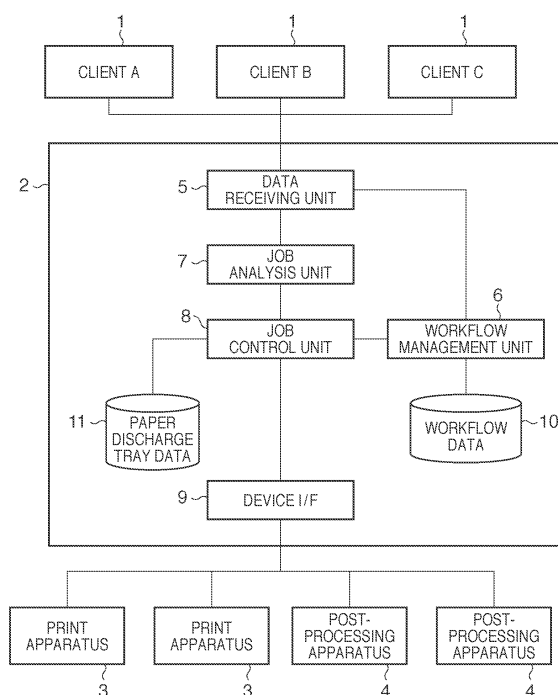 1 1 1
CLIENT A CLIENT B CLIENT C
2
5 DATA
RECEIVING UNIT
7 JOB
ANALYSIS UNIT
6
8 JOB
CONTROL UNIT
WORKFLOW
MANAGEMENT UNIT
11 PAPER
DISCHARGE
TRAY DATA
WORKFLOW
DATA
10
9 DEVICE I/F
PRINT
APPARATUS
PRINT
APPARATUS
POST-
PROCESSING
APPARATUS
POST-
PROCESSING
APPARATUS
3 3 4 4